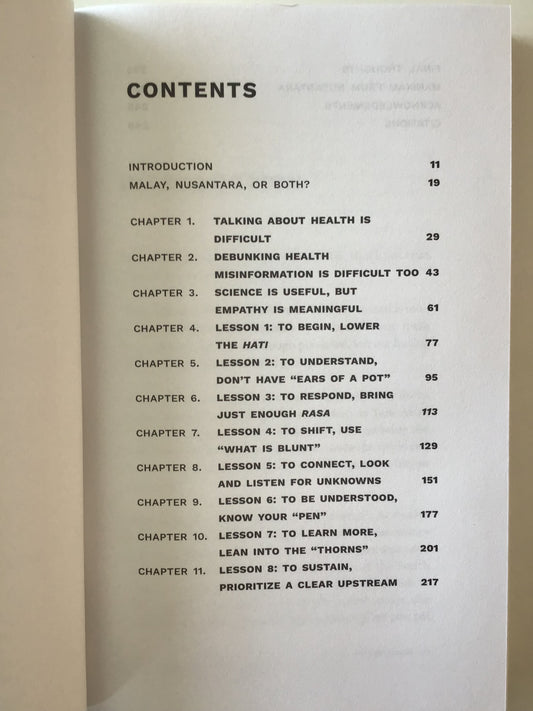 CONTENTS
INTRODUCTION 11
MALAY, NUSANTARA, OR BOTH? 19
CHAPTER 1. TALKING ABOUT HEALTH IS
DIFFICULT 29
CHAPTER 2. DEBUNKING HEALTH
MISINFORMATION IS DIFFICULT TOO 43
CHAPTER 3. SCIENCE IS USEFUL, BUT
EMPATHY IS MEANINGFUL 61
CHAPTER 4. LESSON 1: TO BEGIN, LOWER
THE HATI 77
CHAPTER 5. LESSON 2: TO UNDERSTAND,
DON'T HAVE “EARS OF A POT” 95
CHAPTER 6. LESSON 3: TO RESPOND, BRING
JUST ENOUGH RASA 113
CHAPTER 7. LESSON 4: TO SHIFT, USE
“WHAT IS BLUNT” 129
CHAPTER 8. LESSON 5: TO CONNECT, LOOK
AND LISTEN FOR UNKNOWNS 151
CHAPTER 9. LESSON 6: TO BE UNDERSTOOD,
KNOW YOUR “PEN” 177
CHAPTER 10. LESSON 7: TO LEARN MORE,
LEAN INTO THE “THORNS” 201
CHAPTER 11. LESSON 8: TO SUSTAIN,
PRIORITIZE A CLEAR UPSTREAM 217